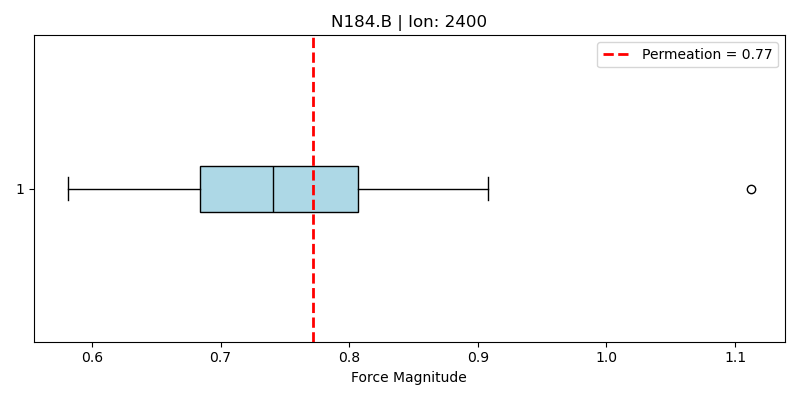 N184.B | Ion: 2400
Permeation = 0.77
1
0.6 0.7 0.8 0.9 1.0 1.1
Force Magnitude